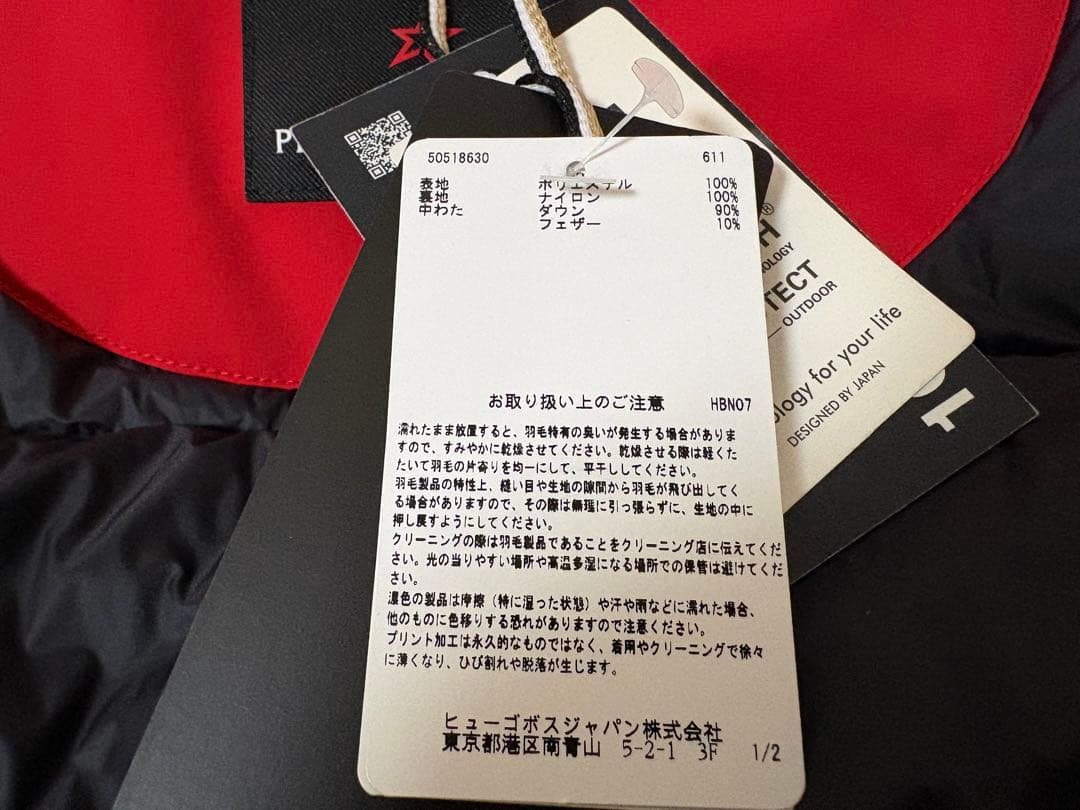 50518630 611
表地 ポリエステル 100%
裏地 ナイロン 100%
中わた ダウン 90%
フェザー 10%
お取り扱い上のご注意 HBN07
濡れたまま放置すると、羽毛特有の臭いが発生する場合がありま
すので、すみやかに乾燥させてください。乾燥させる際は軽くた
たいて羽毛の片寄りを均一にして、平干ししてください。
羽毛製品の特性上、縫い目や生地の隙間から羽毛が飛び出してく
る場合がありますので、その際は無理に引っ張らずに、生地の中に
押し戻すようにしてください。
クリーニングの際は羽毛製品であることをクリーニング店に伝えてくだ
さい。光の当りやすい場所や高温多湿になる場所での保管は避けてくだ
さい。
濃色の製品は摩擦（特に湿った状態）や汗や雨などに濡れた場合、
他のものに色移りする恐れがありますので注意ください。
プリント加工は永久的なものではなく、着用やクリーニングで徐々
に薄くなり、ひび割れや脱落が生じます。
ヒューゴボスジャパン株式会社
東京都港区南青山 5-2-1 3F 1/2
H®
OLOGY
TECT
OUTDOOR
ology for your life
DESIGNED BY JAPAN